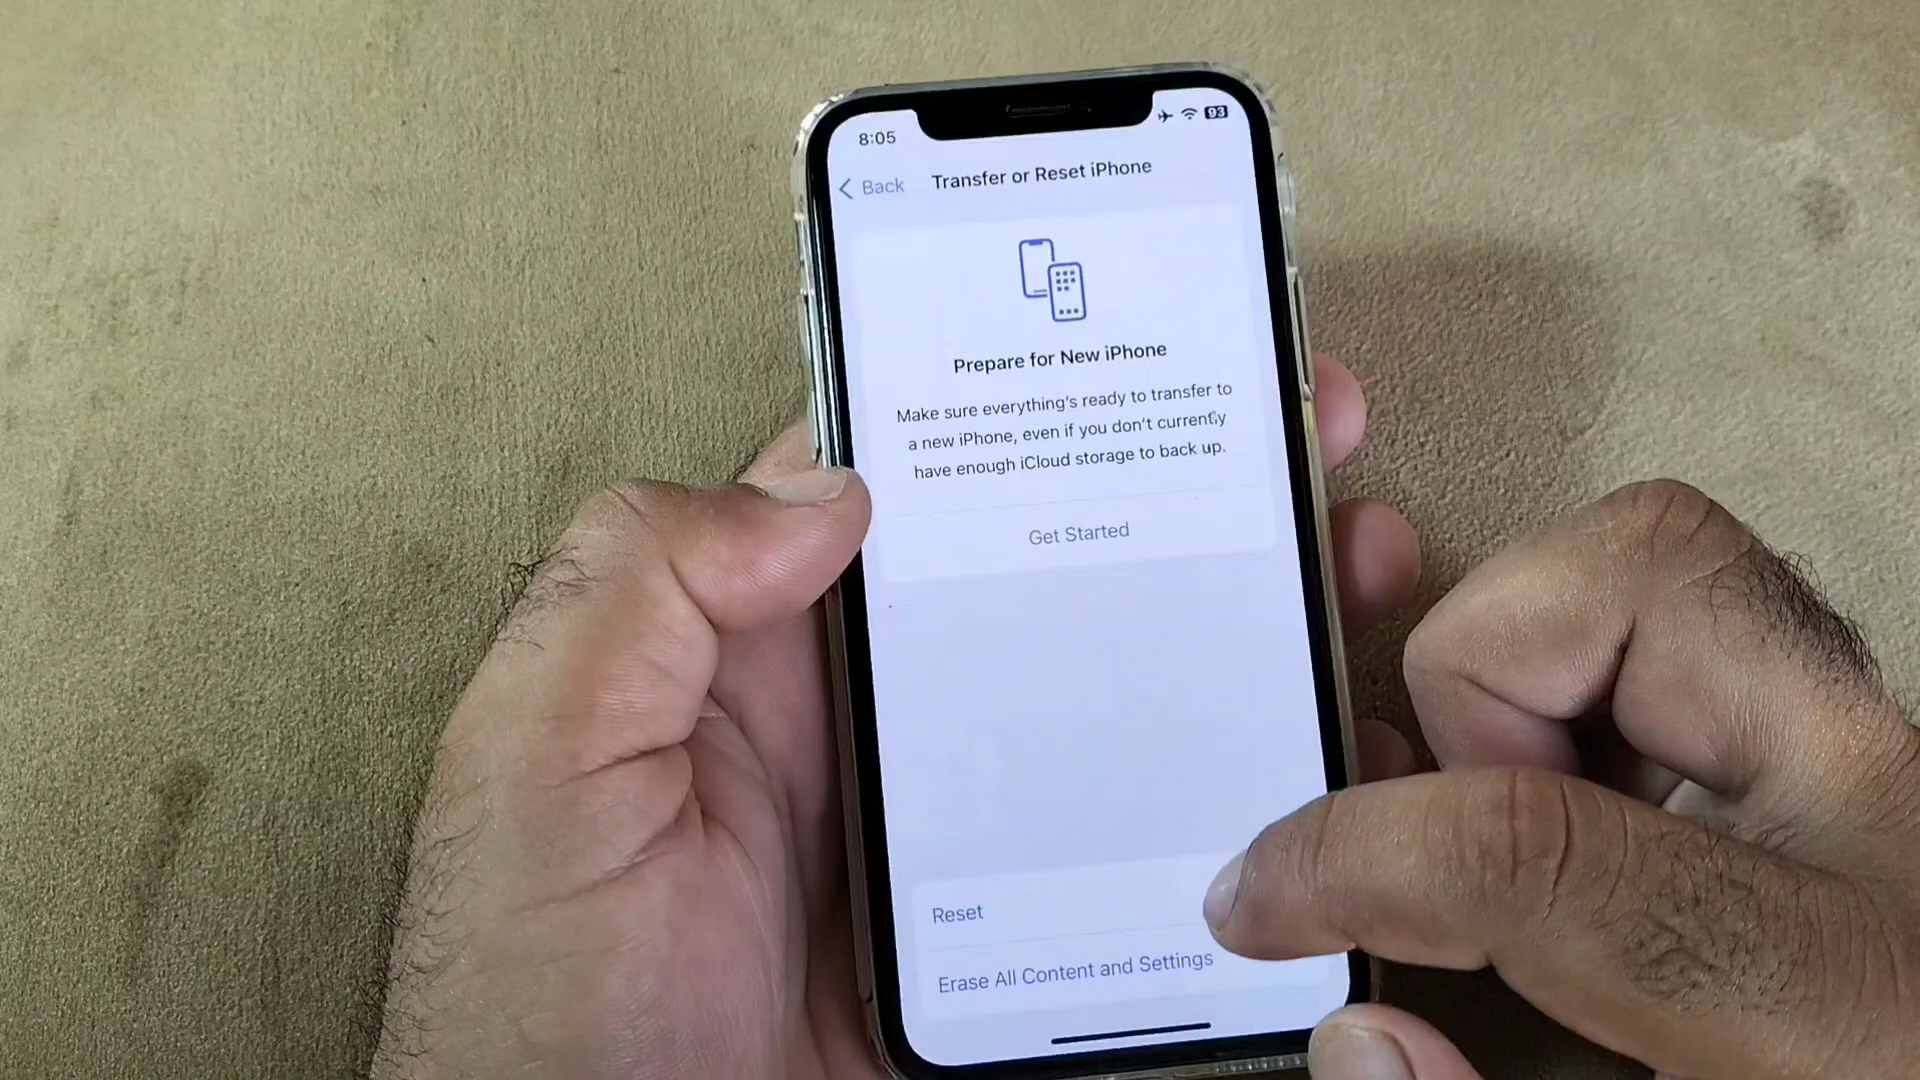 8:05
93
Back
Transfer or Reset iPhone
Prepare for New iPhone
Make sure everything's ready to transfer to
a new iPhone, even if you don't currently
have enough iCloud storage to back up.
Get Started
Reset
Erase All Content and Settings